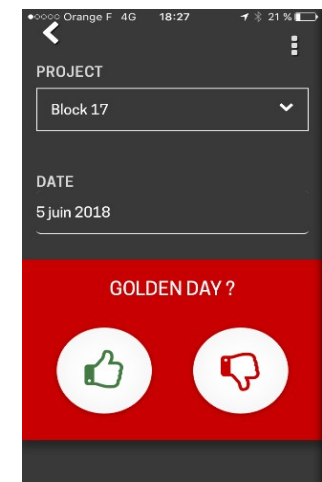 Orange F 4G 18:27 21 %
PROJECT
Block 17
DATE
5 juin 2018
GOLDEN DAY ?